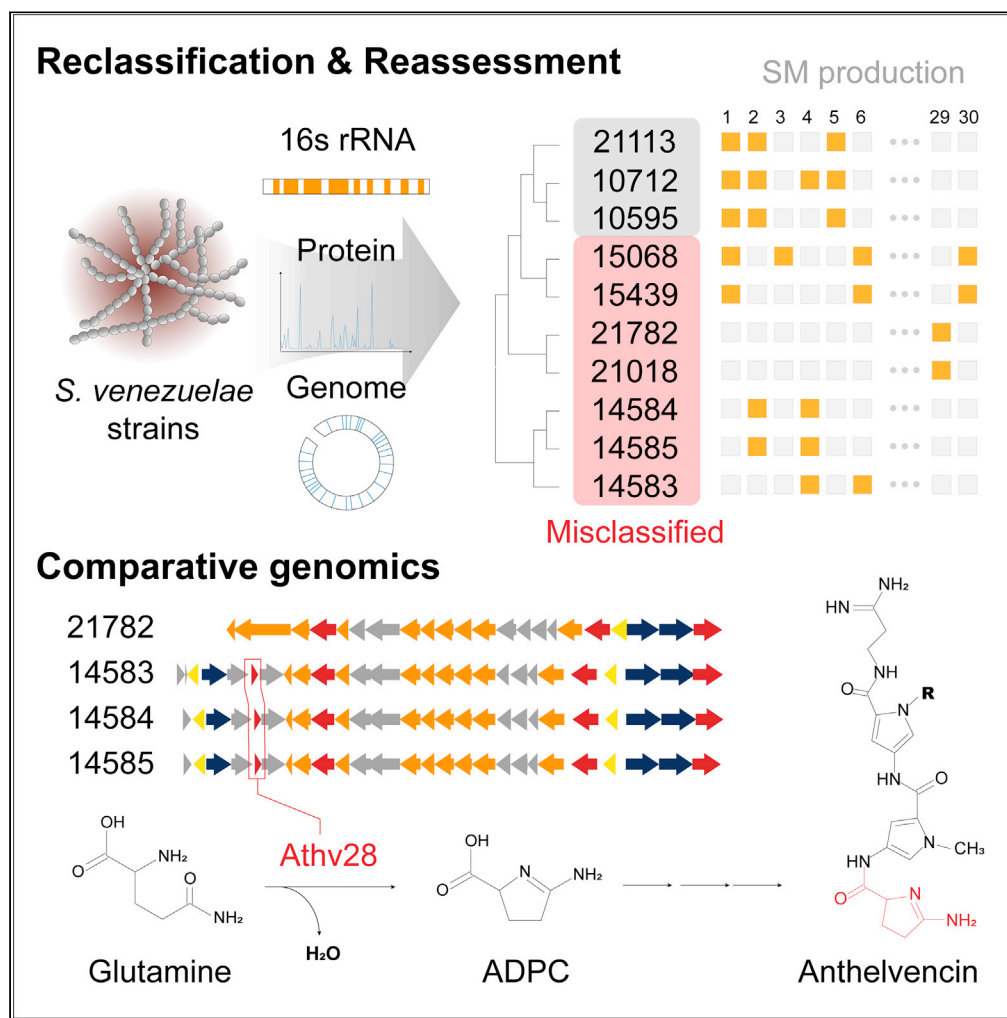 Reclassification & Reassessment
SM production
1 2 3 4 5 6 29 30
16s rRNA
Protein
Genome
S. venezuelae
strains
21113
10712
10595
15068
15439
21782
21018
14584
14585
14583
Misclassified
Comparative genomics
21782
14583
14584
14585
Athv28
OH
O
NH₂
O
NH₂
H₂O
OH
O
N
NH₂
NH₂
HN
NH
O
N
R
HN
O
N
CH₃
HN
O
N
NH₂
Glutamine
ADPC
Anthelvencin